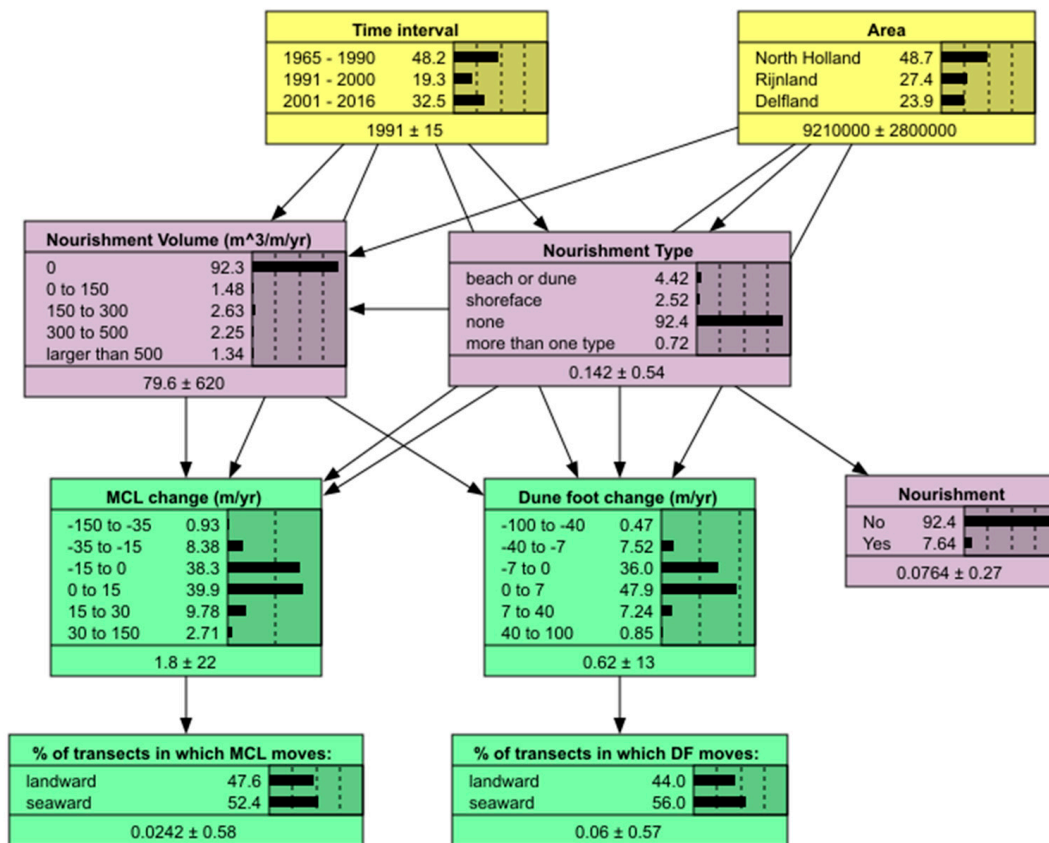 Time interval
1965 - 1990 48.2
1991 - 2000 19.3
2001 - 2016 32.5
1991 ± 15
Area
North Holland 48.7
Rijnland 27.4
Delfland 23.9
9210000 ± 2800000
Nourishment Volume (m^3/m/yr)
0 92.3
0 to 150 1.48
150 to 300 2.63
300 to 500 2.25
larger than 500 1.34
79.6 ± 620
Nourishment Type
beach or dune 4.42
shoreface 2.52
none 92.4
more than one type 0.72
0.142 ± 0.54
MCL change (m/yr)
-150 to -35 0.93
-35 to -15 8.38
-15 to 0 38.3
0 to 15 39.9
15 to 30 9.78
30 to 150 2.71
1.8 ± 22
Dune foot change (m/yr)
-100 to -40 0.47
-40 to -7 7.52
-7 to 0 36.0
0 to 7 47.9
7 to 40 7.24
40 to 100 0.85
0.62 ± 13
Nourishment
No 92.4
Yes 7.64
0.0764 ± 0.27
% of transects in which MCL moves:
landward 47.6
seaward 52.4
0.0242 ± 0.58
% of transects in which DF moves:
landward 44.0
seaward 56.0
0.06 ± 0.57